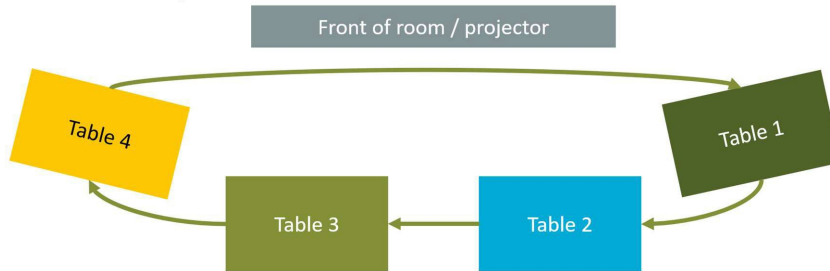 Front of room / projector
Table 4
Table 1
Table 3
Table 2